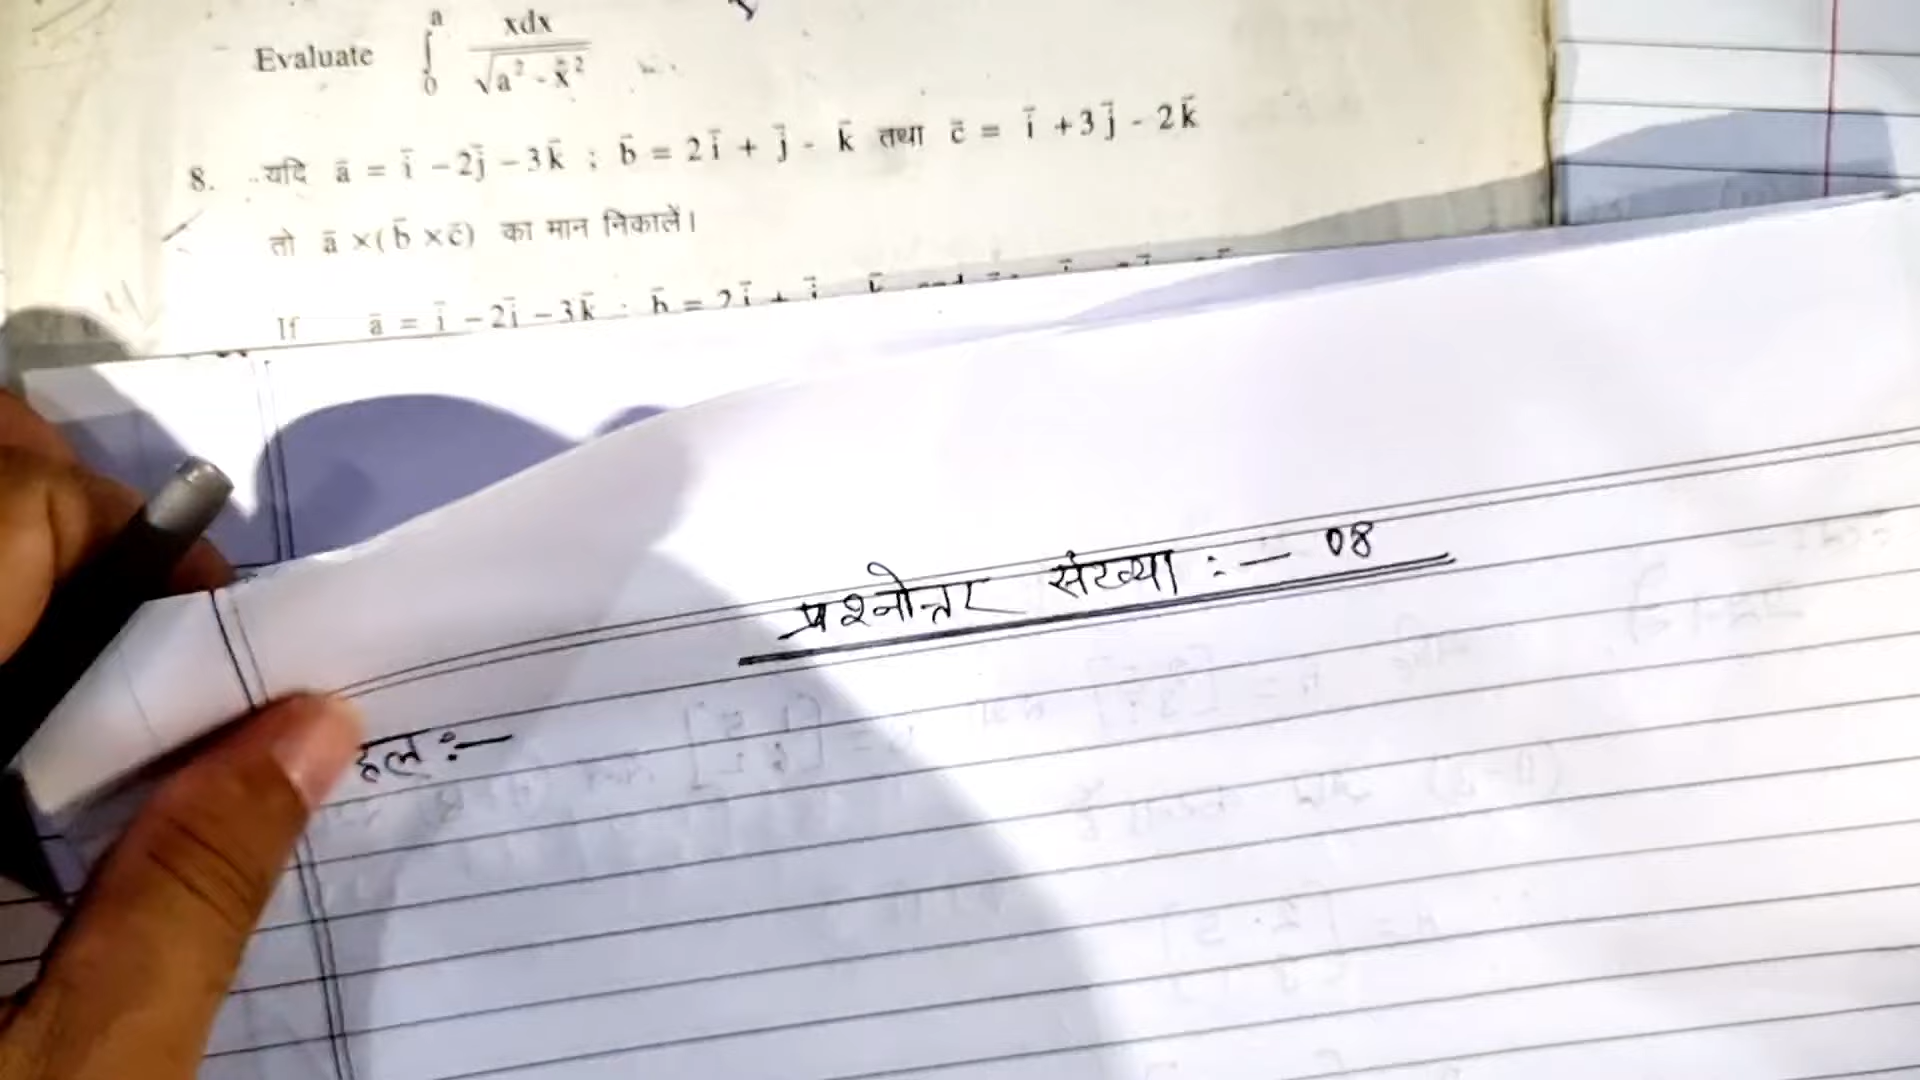 a
xdx
Evaluate ∫
0
√a² - x²
8. यदि ā = ī - 2j̄ - 3k̄ ; b̄ = 2ī + j̄ - k̄ तथा c̄ = ī + 3j̄ - 2k̄
तो ā ×( b̄ × c̄) का मान निकालें।
If ā = ī - 2j̄ - 3k̄ ; b̄ = 2ī + j̄
प्रश्नोत्तर संख्या :- 08
हल :-